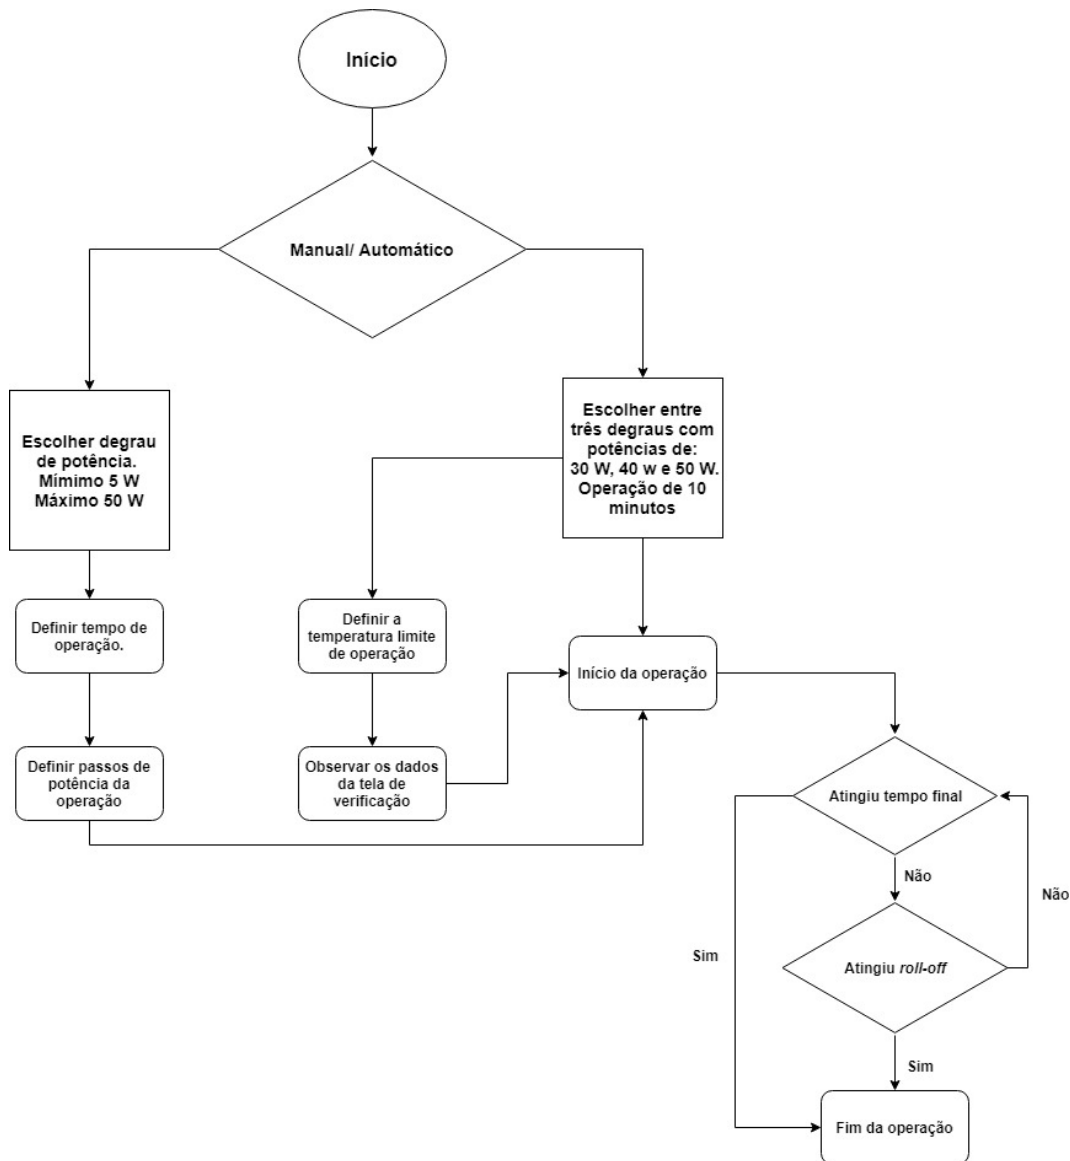 Início
Manual/ Automático
Escolher degrau
de potência.
Mímimo 5 W
Máximo 50 W
Escolher entre
três degraus com
potências de:
30 W, 40 w e 50 W.
Operação de 10
minutos
Definir tempo de
operação.
Definir a
temperatura limite
de operação
Início da operação
Definir passos de
potência da
operação
Observar os dados
da tela de
verificação
Atingiu tempo final
Não
Não
Sim
Atingiu roll-off
Sim
Fim da operação